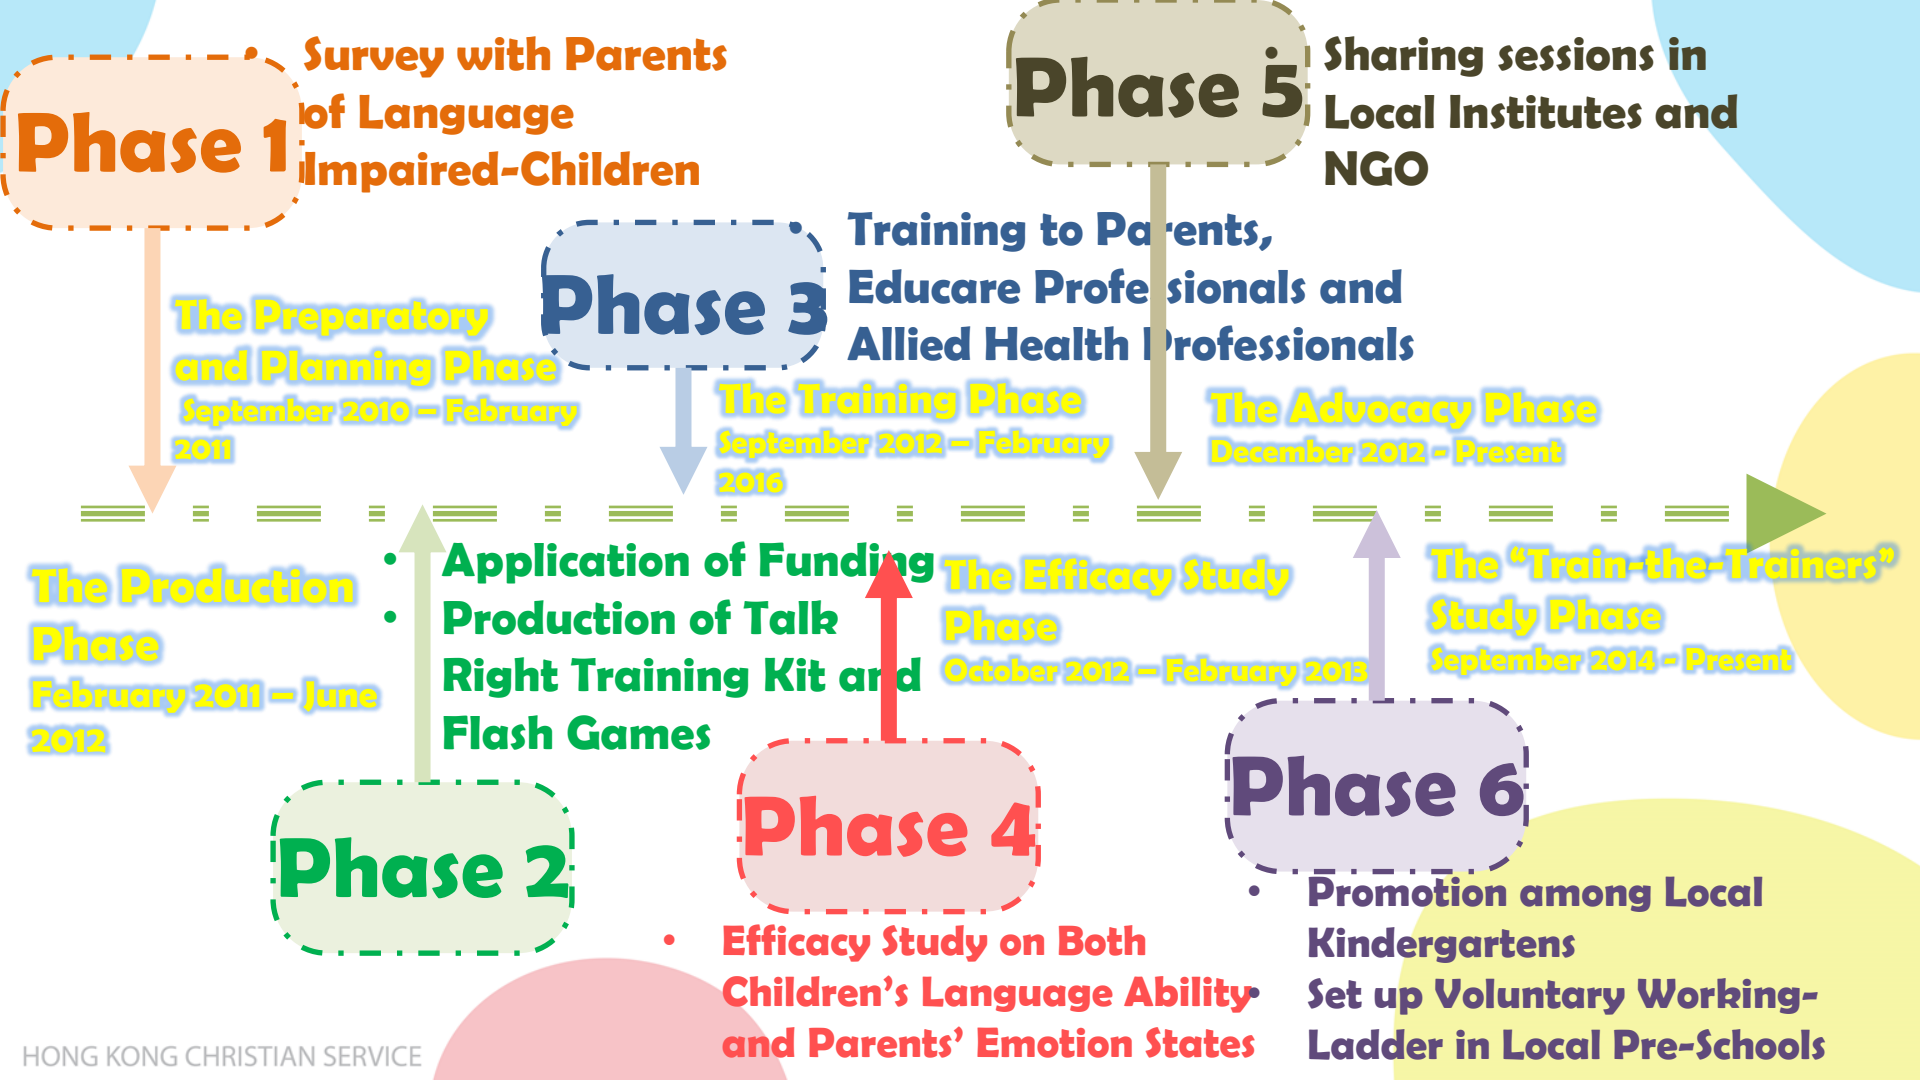 Phase 1
• Survey with Parents
of Language
Impaired-Children
The Preparatory
and Planning Phase
September 2010 – February
2011
Phase 2
The Production
Phase
February 2011 – June
2012
• Application of Funding
• Production of Talk
Right Training Kit and
Flash Games
Phase 3
• Training to Parents,
Educare Professionals and
Allied Health Professionals
The Training Phase
September 2012 – February
2016
Phase 4
The Efficacy Study
Phase
October 2012 – February 2013
• Efficacy Study on Both
Children’s Language Ability
and Parents’ Emotion States
Phase 5
• Sharing sessions in
Local Institutes and
NGO
The Advocacy Phase
December 2012 - Present
Phase 6
The “Train-the-Trainers”
Study Phase
September 2014 - Present
• Promotion among Local
Kindergartens
• Set up Voluntary Working-
Ladder in Local Pre-Schools
HONG KONG CHRISTIAN SERVICE